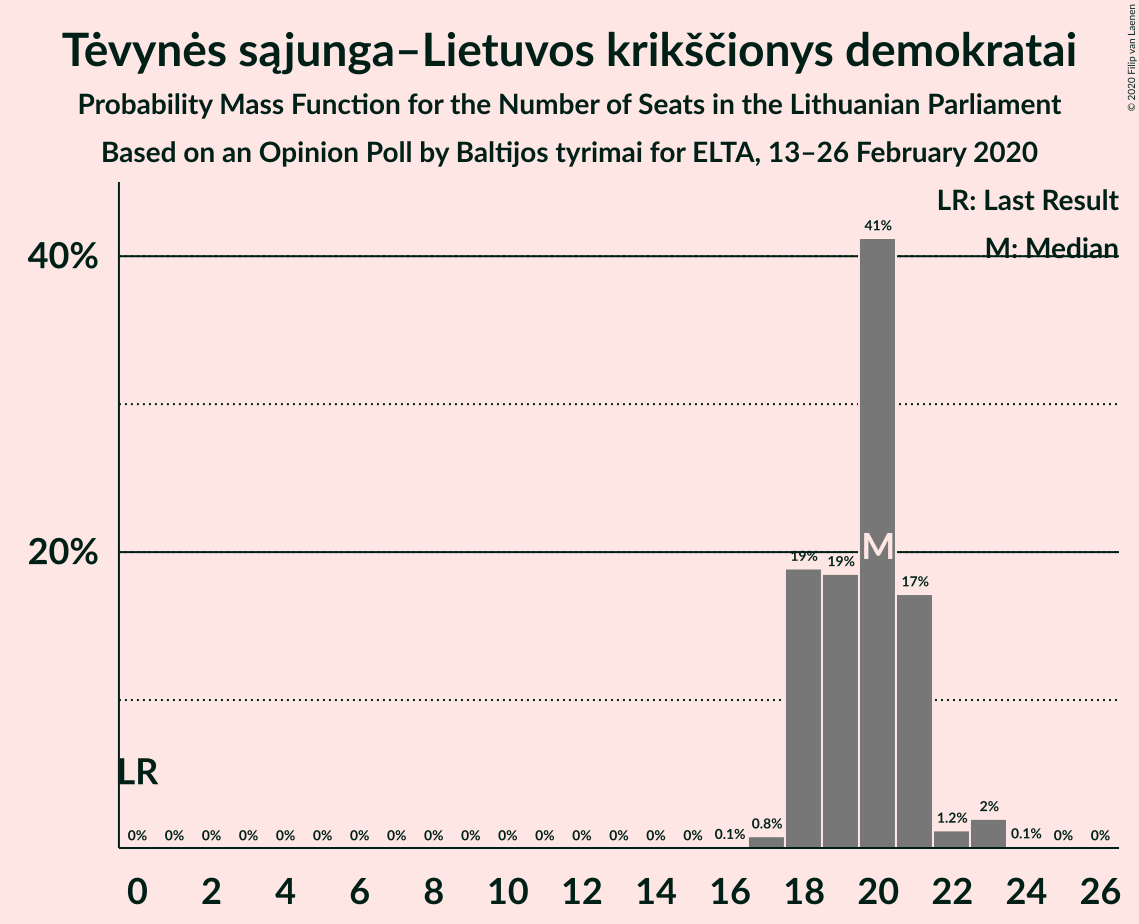 Tėvynės sąjunga–Lietuvos krikščionys demokratai
Probability Mass Function for the Number of Seats in the Lithuanian Parliament
Based on an Opinion Poll by Baltijos tyrimai for ELTA, 13–26 February 2020
© 2020 Filip van Laenen
LR: Last Result
M: Median
40%
20%
41%
M
19% 19% 17%
LR
0% 0% 0% 0% 0% 0% 0% 0% 0% 0% 0% 0% 0% 0% 0% 0% 0.1% 0.8% 1.2% 2% 0.1% 0% 0%
0 2 4 6 8 10 12 14 16 18 20 22 24 26